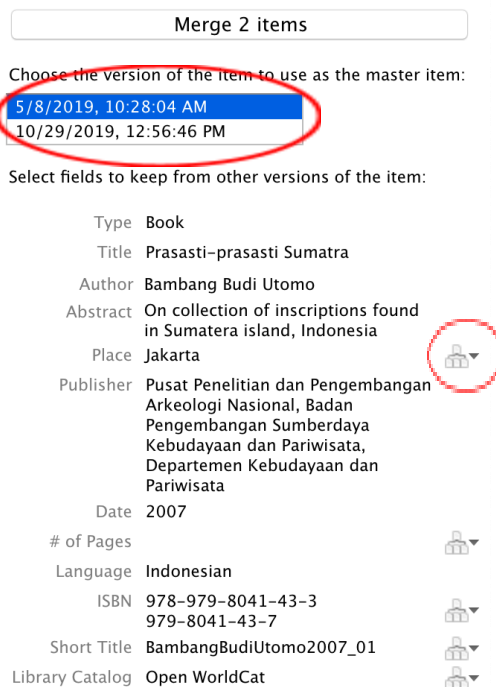 Merge 2 items
Choose the version of the item to use as the master item:
5/8/2019, 10:28:04 AM
10/29/2019, 12:56:46 PM
Select fields to keep from other versions of the item:
Type Book
Title Prasasti-prasasti Sumatra
Author Bambang Budi Utomo
Abstract On collection of inscriptions found
in Sumatera island, Indonesia
Place Jakarta
Publisher Pusat Penelitian dan Pengembangan
Arkeologi Nasional, Badan
Pengembangan Sumberdaya
Kebudayaan dan Pariwisata,
Departemen Kebudayaan dan
Pariwisata
Date 2007
# of Pages
Language Indonesian
ISBN 978-979-8041-43-3
979-8041-43-7
Short Title BambangBudiUtomo2007_01
Library Catalog Open WorldCat